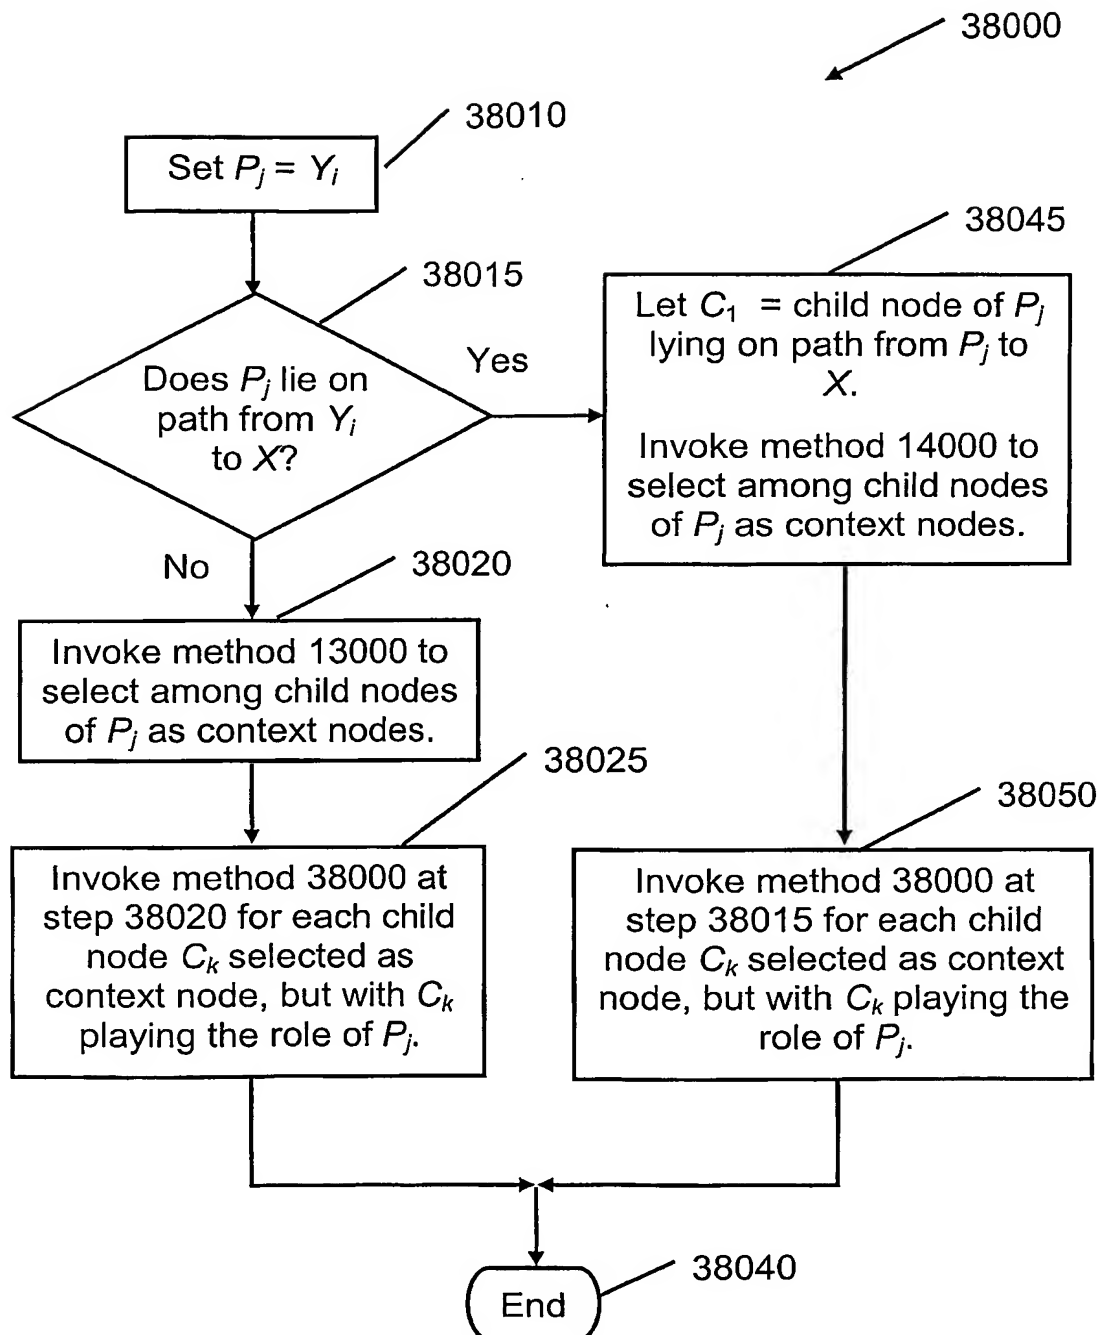 38000
38010
Set Pj = Yi
38015
Does Pj lie on
path from Yi
to X?
Yes
38045
Let C1 = child node of Pj
lying on path from Pj to
X.
Invoke method 14000 to
select among child nodes
of Pj as context nodes.
No
38020
Invoke method 13000 to
select among child nodes
of Pj as context nodes.
38025
Invoke method 38000 at
step 38020 for each child
node Ck selected as
context node, but with Ck
playing the role of Pj.
38050
Invoke method 38000 at
step 38015 for each child
node Ck selected as context
node, but with Ck playing the
role of Pj.
38040
End